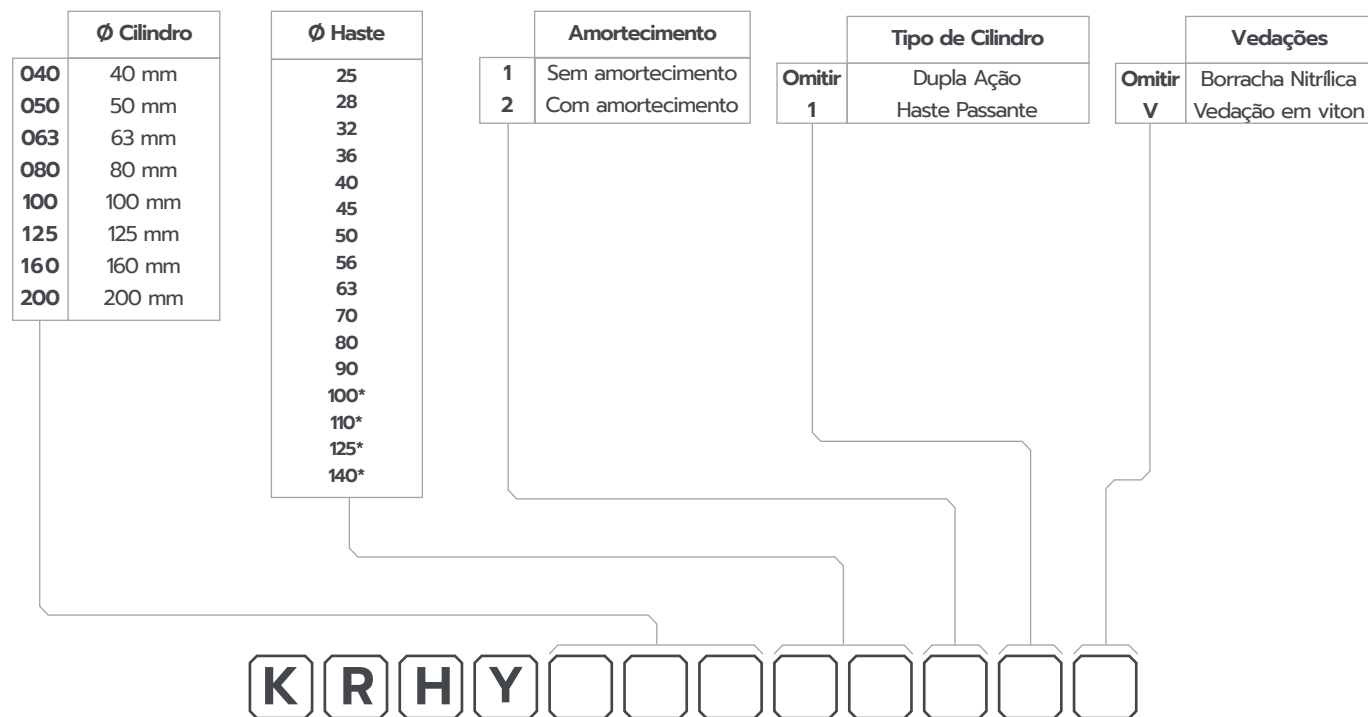 Ø Cilindro
040 40 mm
050 50 mm
063 63 mm
080 80 mm
100 100 mm
125 125 mm
160 160 mm
200 200 mm
Ø Haste
25
28
32
36
40
45
50
56
63
70
80
90
100*
110*
125*
140*
Amortecimento
1 Sem amortecimento
2 Com amortecimento
Tipo de Cilindro
Omitir Dupla Ação
1 Haste Passante
Vedações
Omitir Borracha Nitrílica
V Vedação em viton
K R H Y